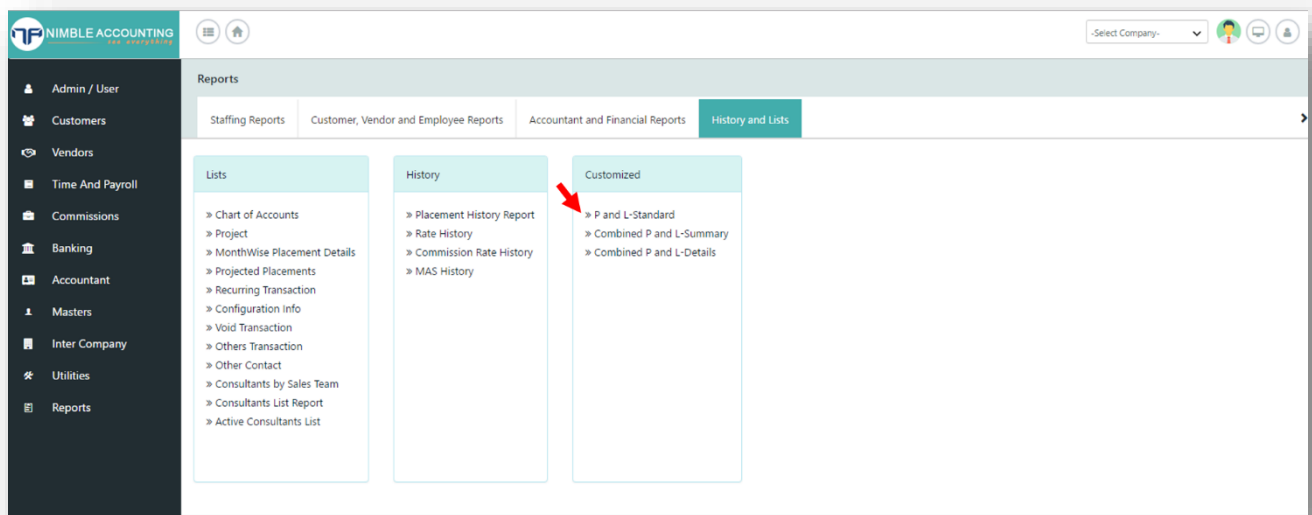 NIMBLE ACCOUNTING
see everything
-Select Company-
Admin / User
Customers
Vendors
Time And Payroll
Commissions
Banking
Accountant
Masters
Inter Company
Utilities
Reports
Reports
Staffing Reports
Customer, Vendor and Employee Reports
Accountant and Financial Reports
History and Lists
Lists
» Chart of Accounts
» Project
» MonthWise Placement Details
» Projected Placements
» Recurring Transaction
» Configuration Info
» Void Transaction
» Others Transaction
» Other Contact
» Consultants by Sales Team
» Consultants List Report
» Active Consultants List
History
» Placement History Report
» Rate History
» Commission Rate History
» MAS History
Customized
» P and L-Standard
» Combined P and L-Summary
» Combined P and L-Details